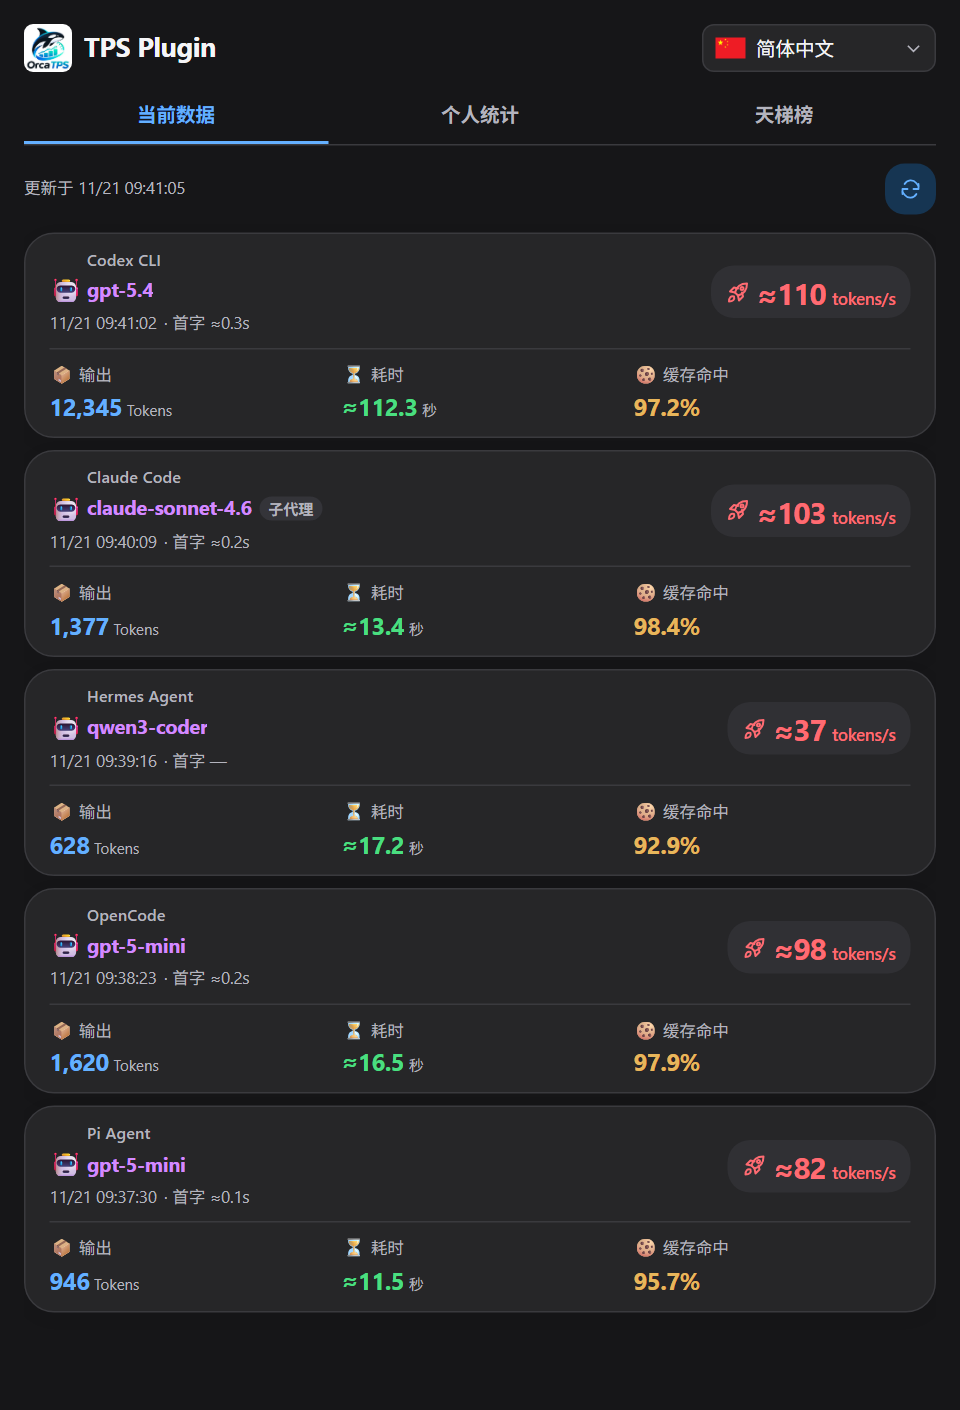 OrcaTPS
TPS Plugin
简体中文
当前数据 个人统计 天梯榜
更新于 11/21 09:41:05
Codex CLI
gpt-5.4
≈110 tokens/s
11/21 09:41:02 · 首字 ≈0.3s
输出 耗时 缓存命中
12,345 Tokens ≈112.3 秒 97.2%
Claude Code
claude-sonnet-4.6 子代理
≈103 tokens/s
11/21 09:40:09 · 首字 ≈0.2s
输出 耗时 缓存命中
1,377 Tokens ≈13.4 秒 98.4%
Hermes Agent
qwen3-coder
≈37 tokens/s
11/21 09:39:16 · 首字 —
输出 耗时 缓存命中
628 Tokens ≈17.2 秒 92.9%
OpenCode
gpt-5-mini
≈98 tokens/s
11/21 09:38:23 · 首字 ≈0.2s
输出 耗时 缓存命中
1,620 Tokens ≈16.5 秒 97.9%
Pi Agent
gpt-5-mini
≈82 tokens/s
11/21 09:37:30 · 首字 ≈0.1s
输出 耗时 缓存命中
946 Tokens ≈11.5 秒 95.7%